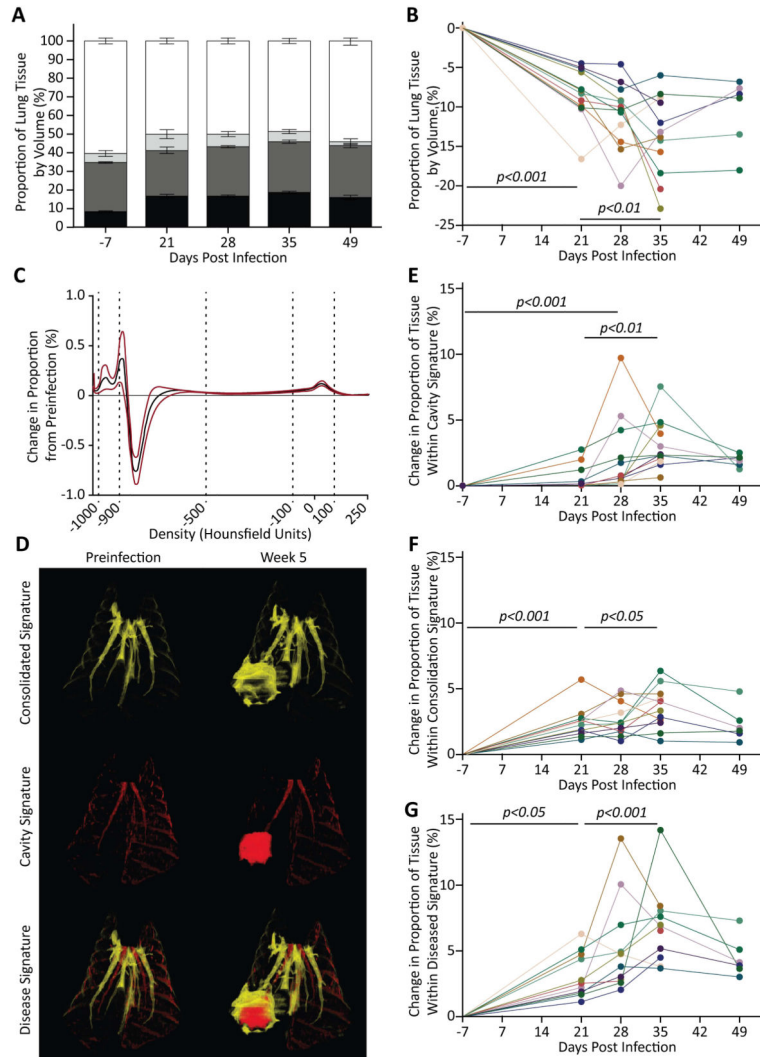 A
Proportion of Lung Tissue
by Volume (%)
100
90
80
70
60
50
40
30
20
10
0
-7 21 28 35 49
Days Post Infection
B
Proportion of Lung Tissue
by Volume,(%)
0
-5
-10
-15
-20
-25
p<0.001
p<0.01
-7 7 14 21 28 35 42 49
Days Post Infection
C
Change in Proportion
from Preinfection (%)
1.0
0.5
0
-0.5
-1.0
-1000 -900 -500 -100 0 100 250
Density (Hounsfield Units)
E
Change in Proportion of Tissue
Within Cavity Signature (%)
15
10
5
0
p<0.001
p<0.01
-7 7 14 21 28 35 42 49
Days Post Infection
D
Preinfection Week 5
Consolidated Signature
Cavity Signature
Disease Signature
F
Change in Proportion of Tissue
Within Consolidation Signature (%)
15
10
5
0
p<0.001 p<0.05
-7 7 14 21 28 35 42 49
Days Post Infection
G
Change in Proportion of Tissue
Within Diseased Signature (%)
15
10
5
0
p<0.05 p<0.001
-7 7 14 21 28 35 42 49
Days Post Infection